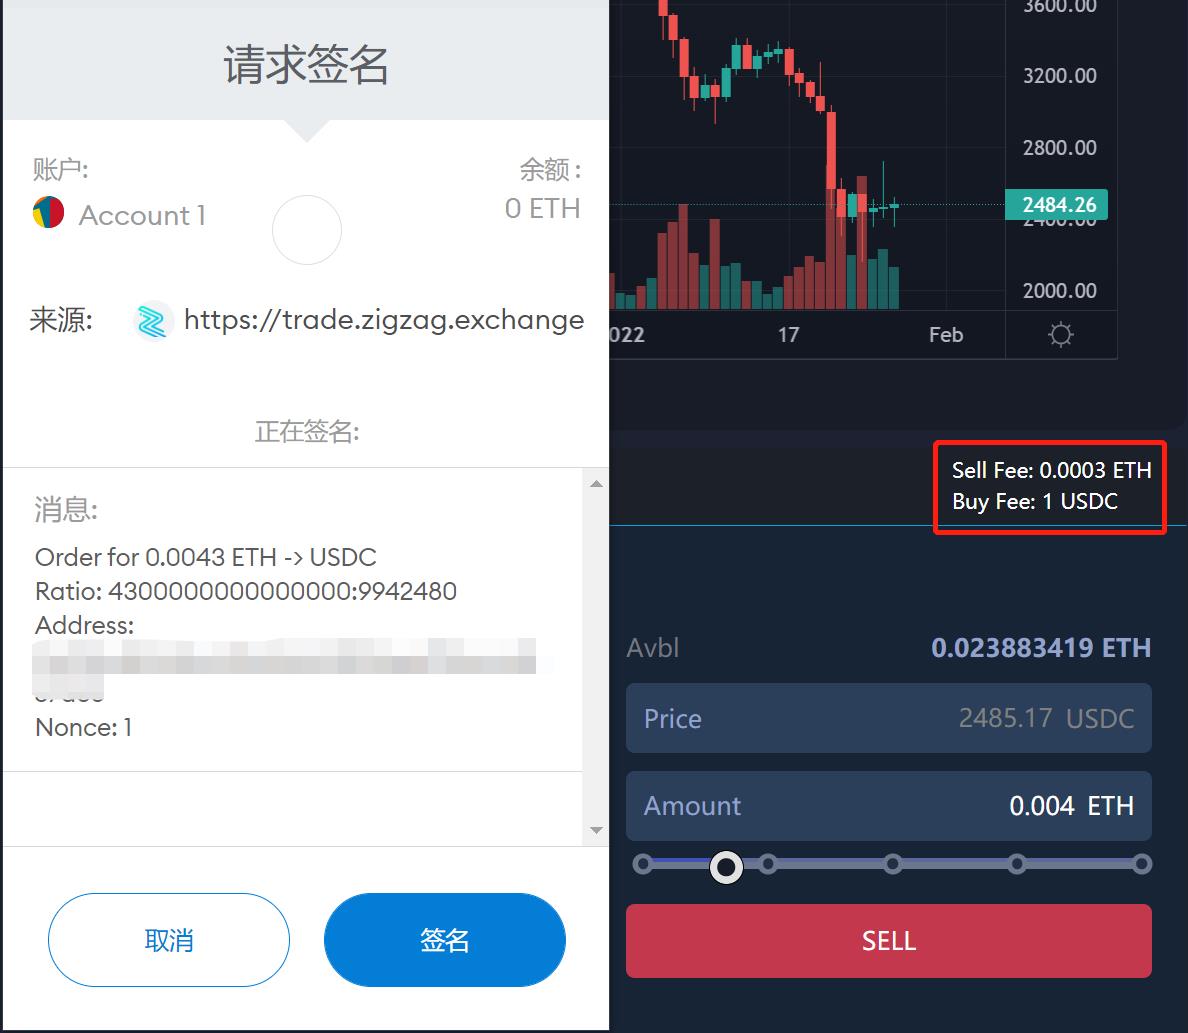 请求签名
账户:
余额 :
Account 1
0 ETH
来源:
https://trade.zigzag.exchange
正在签名:
消息:
Order for 0.0043 ETH -> USDC
Ratio: 4300000000000000:9942480
Address:
Nonce: 1
取消
签名
3600.00
3200.00
2800.00
2484.26
2400.00
2000.00
022
17
Feb
Sell Fee: 0.0003 ETH
Buy Fee: 1 USDC
Avbl
0.023883419 ETH
Price
2485.17 USDC
Amount
0.004 ETH
SELL